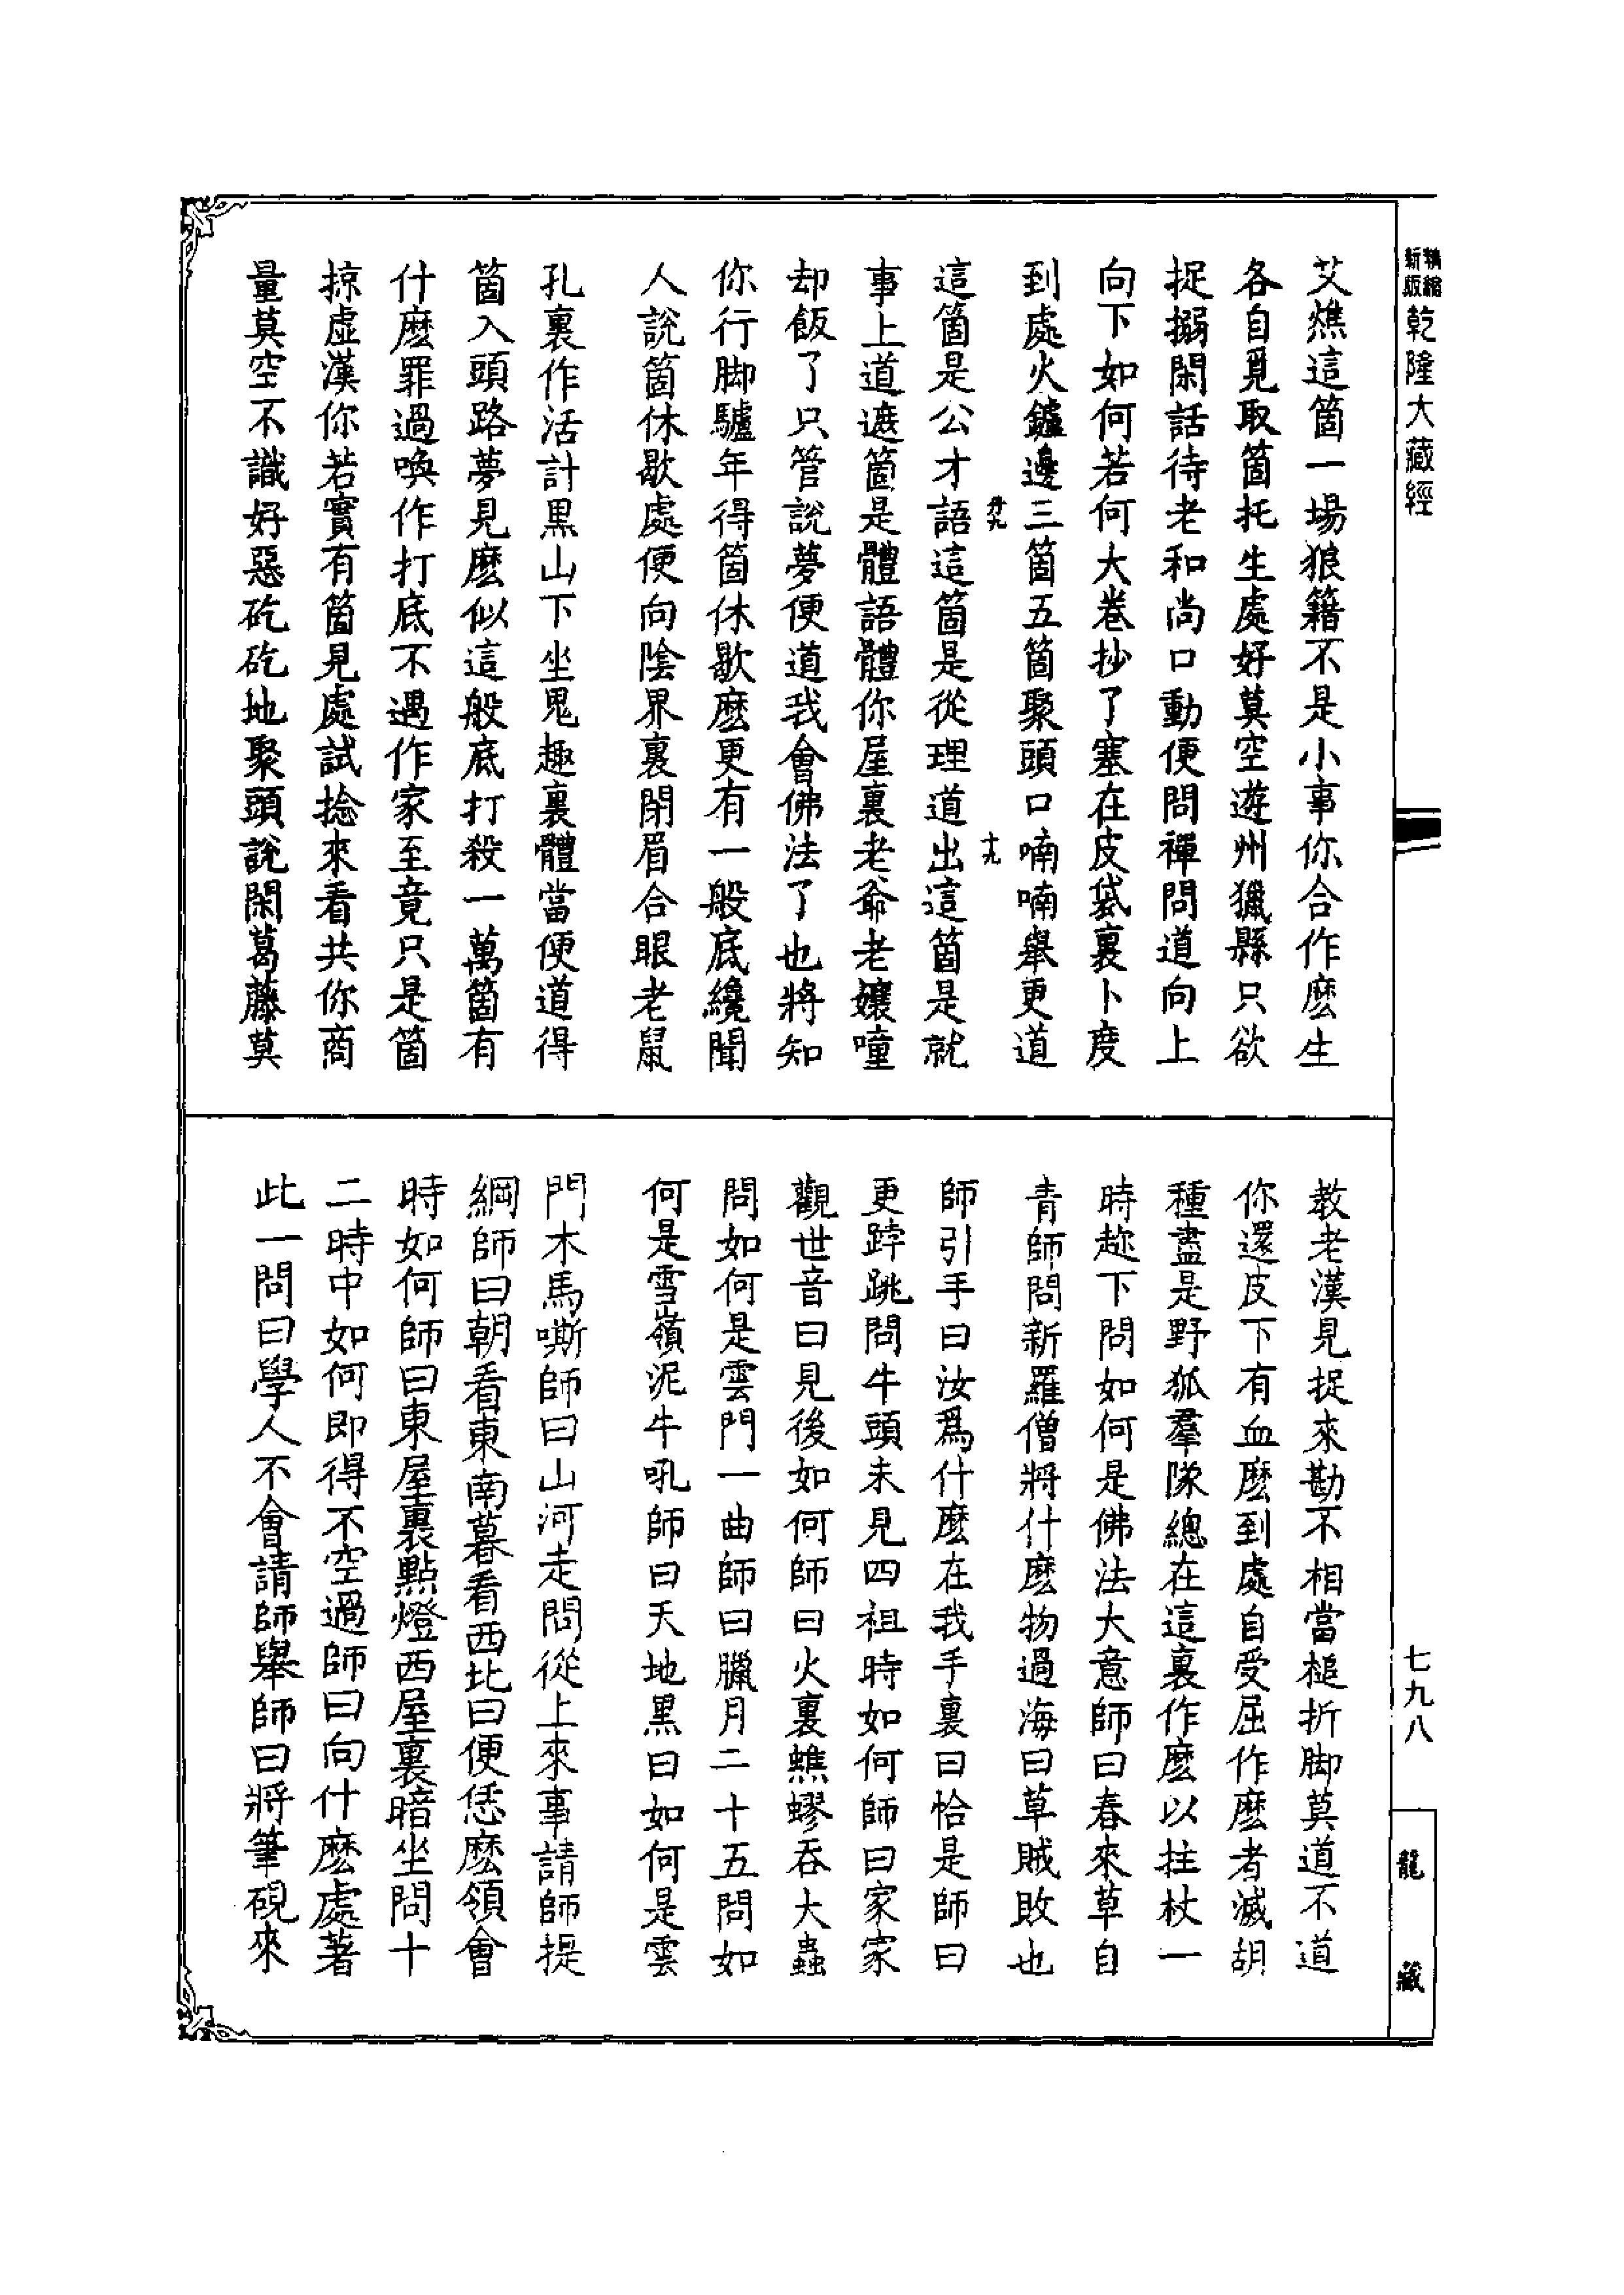 精縮新版乾隆大藏經
艾燋這箇一場狼籍不是小事你合作麽生
各自覓取箇托生處好莫空遊州獵縣只欲
捉搦閑話待老和尚口動便問禪問道向上
向下如何若何大卷抄了塞在皮袋裏卜度
到處火鑪邊三箇五箇聚頭口喃喃舉更道
十九
這箇是公才語這箇是從理道出這箇是就
事上道遮箇是體語體你屋裏老爺老孃噇
却飯了只管說夢便道我會佛法了也將知
你行脚驢年得箇休歇麽更有一般底纔聞
人說箇休歇處便向陰界裏閉眉合眼老鼠
孔裏作活計黑山下坐鬼趣裏體當便道得
箇入頭路夢見麽似這般底打殺一萬箇有
什麽罪過喚作打底不遇作家至竟只是箇
掠虛漢你若實有箇見處試捻來看共你商
量莫空不識好惡矻矻地聚頭說閑葛藤莫
教老漢見捉來勘不相當槌折脚莫道不道
你還皮下有血麽到處自受屈作麽者滅胡
種盡是野狐羣隊總在這裏作麽以拄杖一
時趂下問如何是佛法大意師曰春來草自
青師問新羅僧將什麽物過海曰草賊敗也
師引手曰汝爲什麽在我手裏曰恰是師曰
更𨁝跳問牛頭未見四祖時如何師曰家家
觀世音曰見後如何師曰火裏蟭蟉吞大蟲
問如何是雲門一曲師曰臘月二十五問如
何是雪嶺泥牛吼師曰天地黑曰如何是雲
門木馬嘶師曰山河走問從上來事請師提
綱師曰朝看東南暮看西北曰便恁麽領會
時如何師曰東屋裏點燈西屋裏暗坐問十
二時中如何即得不空過師曰向什麽處著
此一問曰學人不會請師舉師曰將筆硯來
七九八
龍藏